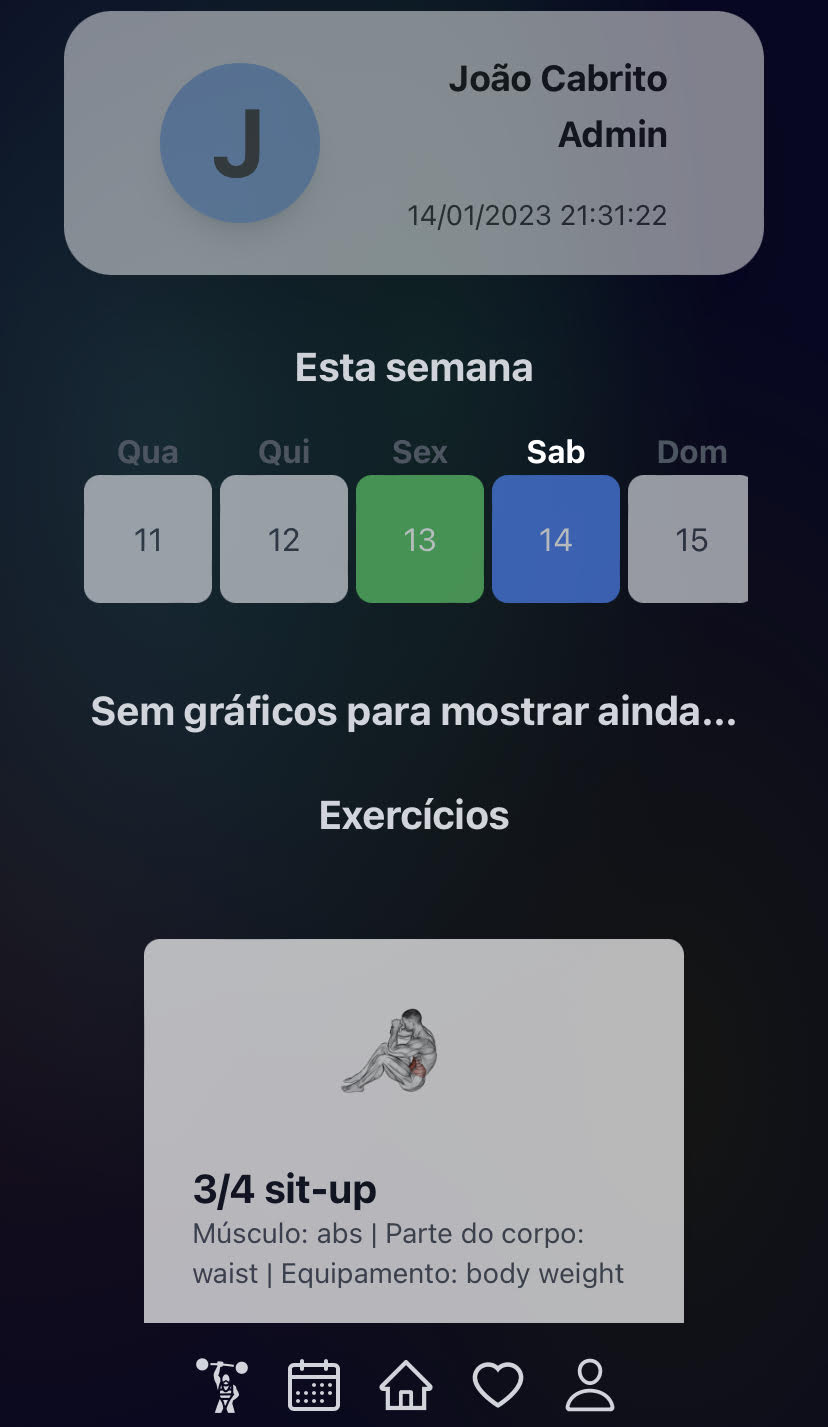 J
João Cabrito
Admin
14/01/2023 21:31:22
Esta semana
Qua Qui Sex Sab Dom
11 12 13 14 15
Sem gráficos para mostrar ainda...
Exercícios
3/4 sit-up
Músculo: abs | Parte do corpo:
waist | Equipamento: body weight